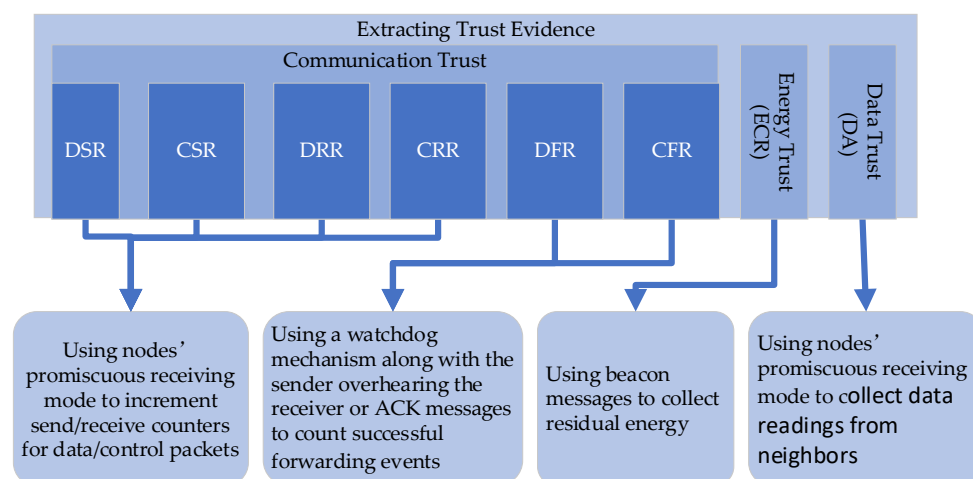 Extracting Trust Evidence
Communication Trust
DSR
CSR
DRR
CRR
DFR
CFR
Energy Trust
(ECR)
Data Trust
(DA)
Using nodes’
promiscuous receiving
mode to increment
send/receive counters
for data/control packets
Using a watchdog
mechanism along with the
sender overhearing the
receiver or ACK messages
to count successful
forwarding events
Using beacon
messages to collect
residual energy
Using nodes’
promiscuous receiving
mode to collect data
readings from
neighbors